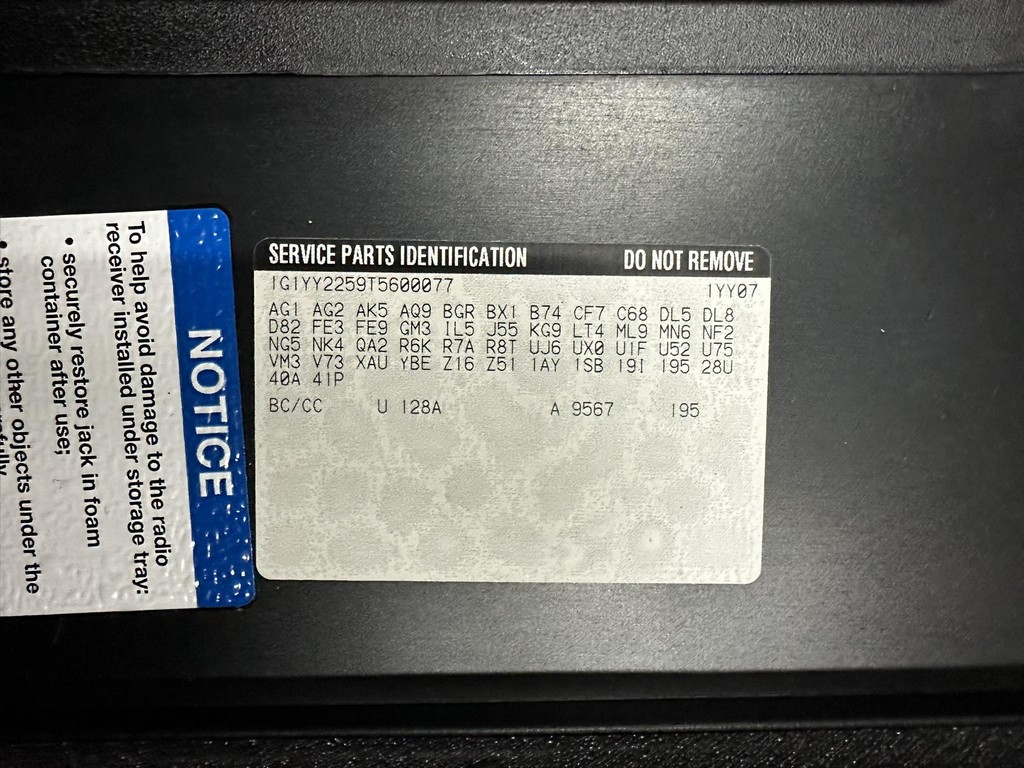 SERVICE PARTS IDENTIFICATION DO NOT REMOVE
1G1YY2259T5600077 1YY07
AG1 AG2 AK5 AQ9 BGR BX1 B74 CF7 C68 DL5 DL8
D82 FE3 FE9 GM3 IL5 J55 KG9 LT4 ML9 MN6 NF2
NG5 NK4 QA2 R6K R7A R8T UJ6 UX0 U1F U52 U75
VM3 V73 XAU YBE Z16 Z51 1AY 1SB 19I 195 28U
40A 41P
BC/CC U 128A A 9567 195
NOTICE
To help avoid damage to the radio
receiver installed under storage tray:
• securely restore jack in foam
container after use;
• store any other objects under the